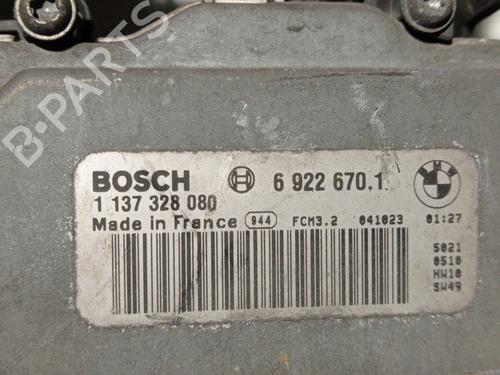 B-PARTS
BOSCH 6 922 670.1
1 137 328 080
Made in France 944 FCM3.2 041023 01:27
5021
0510
HW10
SW49
BMW